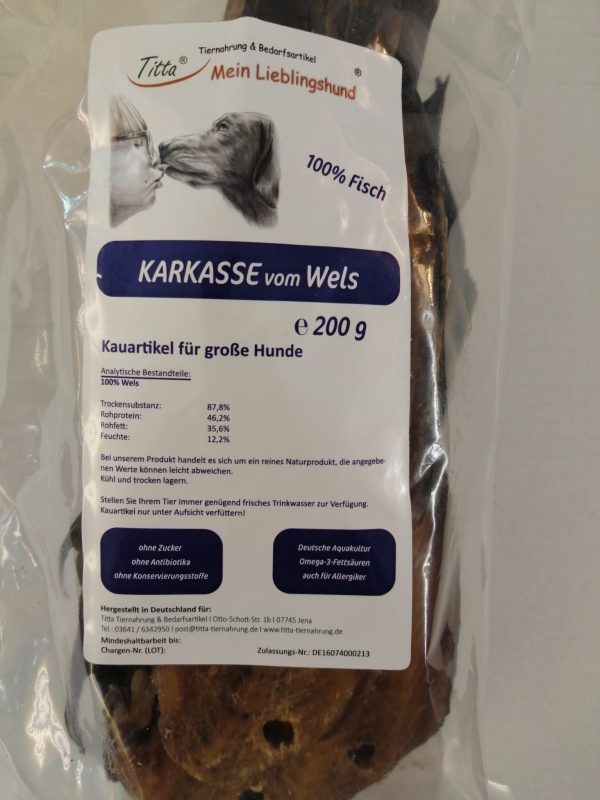 Tiernahrung & Bedarfsartikel
Titta® Mein Lieblingshund®
100% Fisch
KARKASSE vom Wels
℮ 200 g
Kauartikel für große Hunde
Analytische Bestandteile:
100% Wels
Trockensubstanz: 87,8%
Rohprotein: 46,2%
Rohfett: 35,6%
Feuchte: 12,2%
Bei unserem Produkt handelt es sich um ein reines Naturprodukt, die angegebe-
nen Werte können leicht abweichen.
Kühl und trocken lagern.
Stellen Sie Ihrem Tier immer genügend frisches Trinkwasser zur Verfügung.
Kauartikel nur unter Aufsicht verfüttern!
ohne Zucker
ohne Antibiotika
ohne Konservierungsstoffe
Deutsche Aquakultur
Omega-3-Fettsäuren
auch für Allergiker
Hergestellt in Deutschland für:
Titta Tiernahrung & Bedarfsartikel I Otto-Schott-Str. 1b I 07745 Jena
Tel.: 03641 / 6342950 I post@titta-tiernahrung.de I www.titta-tiernahrung.de
Mindeshaltbarkeit bis:
Chargen-Nr. (LOT): Zulassungs-Nr.: DE16074000213